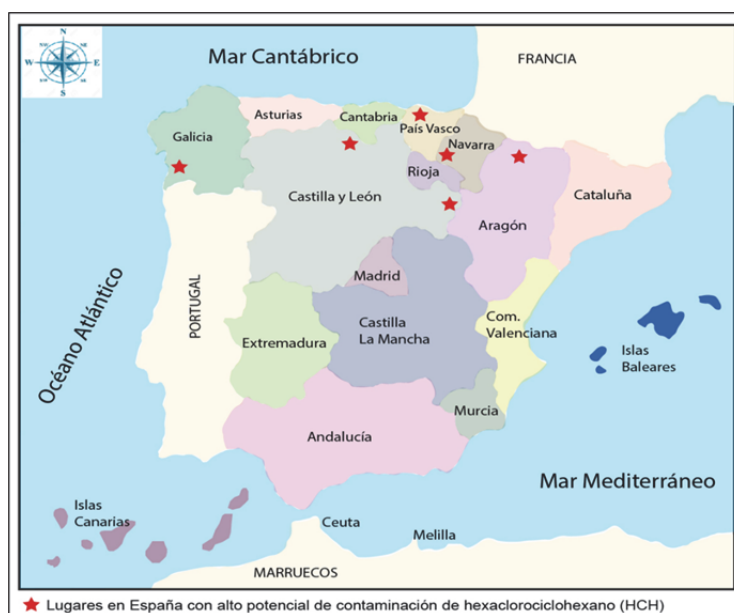 N
W E
S
Mar Cantábrico
FRANCIA
Asturias
Cantabria
País Vasco
Galicia
Navarra
Rioja
Castilla y León
Cataluña
Aragón
Madrid
Océano Atlántico
PORTUGAL
Castilla
La Mancha
Com.
Valenciana
Extremadura
Islas
Baleares
Murcia
Andalucía
Mar Mediterráneo
Islas
Canarias
Ceuta
Melilla
MARRUECOS
Lugares en España con alto potencial de contaminación de hexaclorociclohexano (HCH)